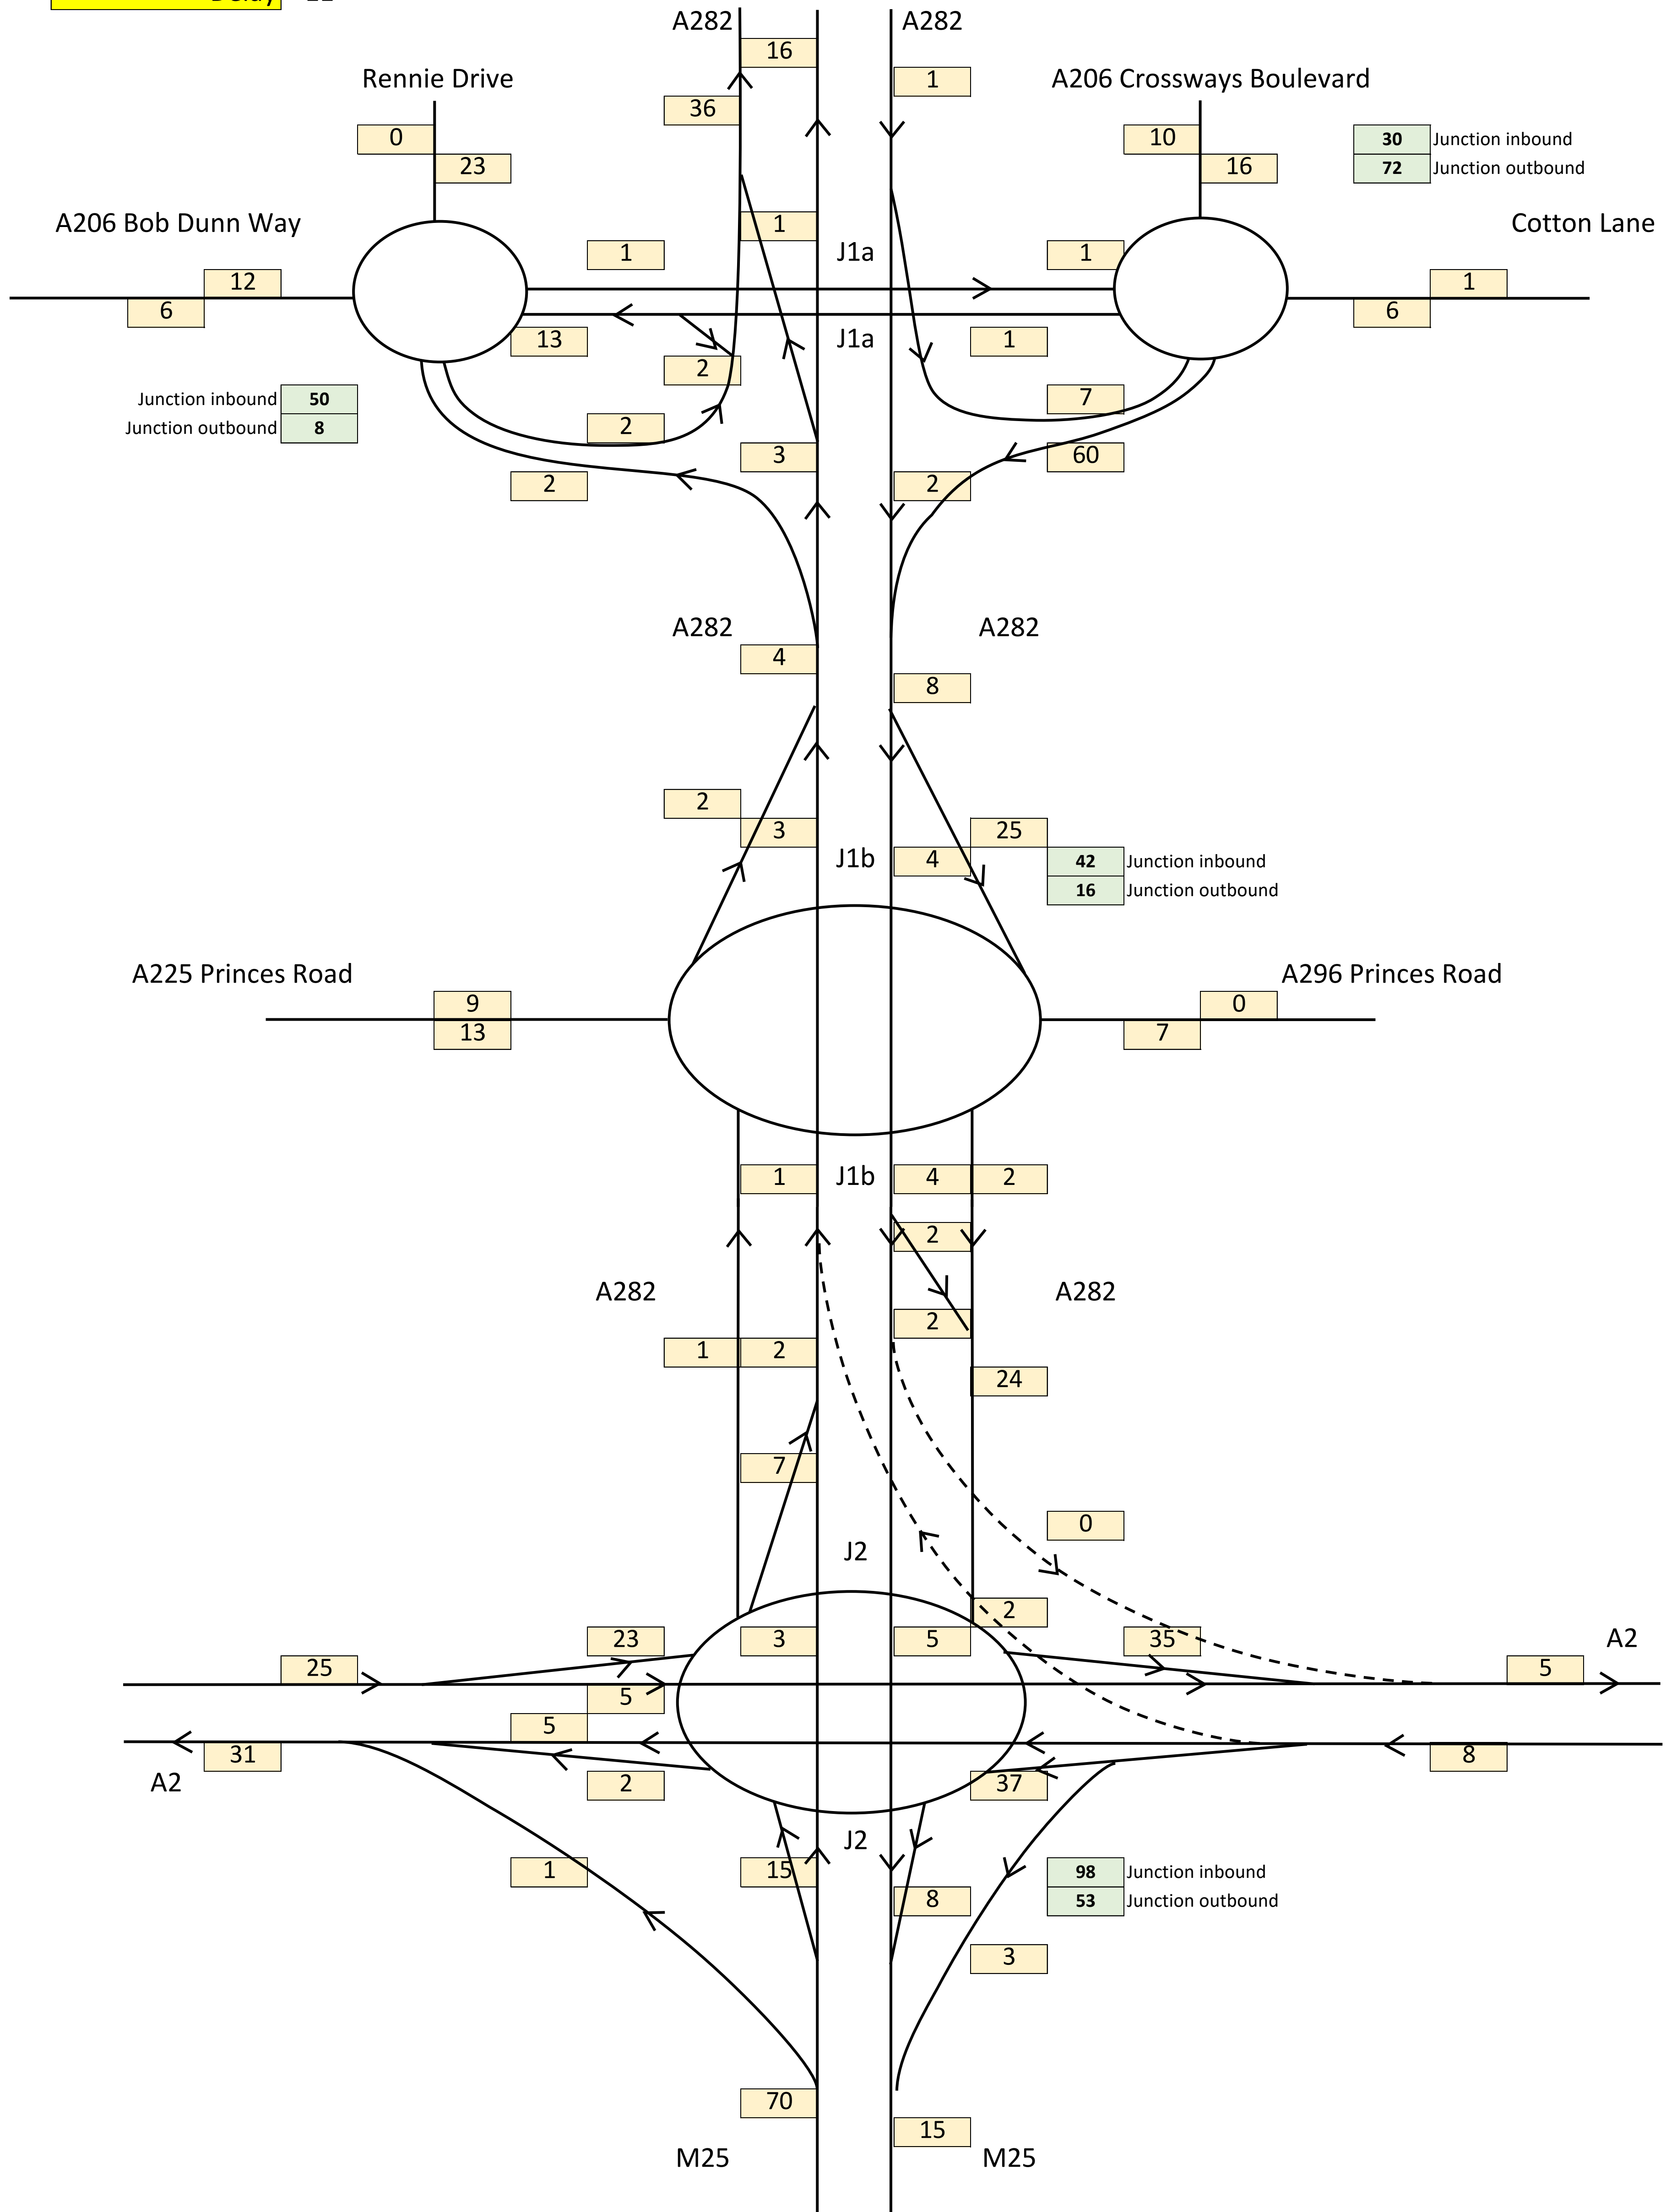 A282 A282
16
Rennie Drive 1 A206 Crossways Boulevard
36
0 10 30 Junction inbound
23 16 72 Junction outbound
A206 Bob Dunn Way 1 Cotton Lane
1 J1a 1
12 1
6 6
13 J1a 1
2
Junction inbound 50 7
Junction outbound 8 2
3 60
2 2
A282 A282
4
8
2
3 25
J1b 4 42 Junction inbound
16 Junction outbound
A225 Princes Road A296 Princes Road
9 0
13 7
1 J1b 4 2
2
A282 A282
2
1 2
24
7
0
J2
2
23 3 5 35 A2
25 5
5
5
31 8
A2 2 37
J2
1 15 98 Junction inbound
8 53 Junction outbound
3
70
15
M25 M25